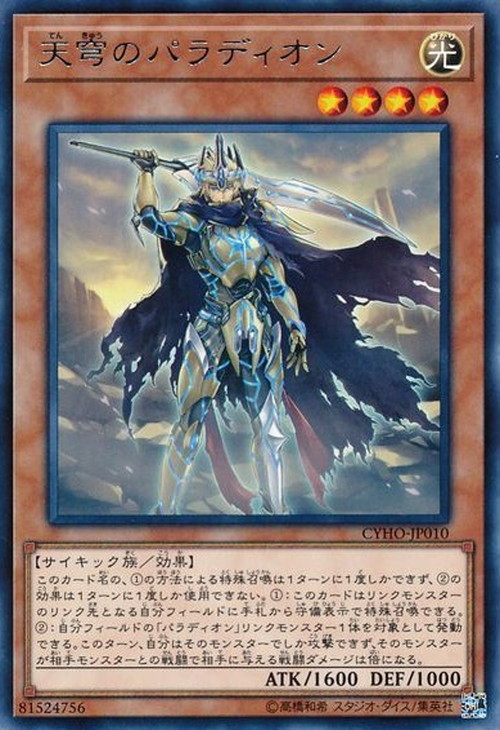 天穹のパラディオン
光
CYHO-JP010
【サイキック族/効果】
このカード名の、①の方法による特殊召喚は1ターンに1度しかできず、②の
効果は1ターンに1度しか使用できない。①:このカードはリンクモンスター
のリンク先となる自分フィールドに手札から守備表示で特殊召喚できる。
②:自分フィールドの「パラディオン」リンクモンスター1体を対象として発動
できる。このターン、自分はそのモンスターでしか攻撃できず、そのモンスター
が相手モンスターとの戦闘で相手に与える戦闘ダメージは倍になる。
ATK/1600 DEF/1000
81524756
©高橋和希 スタジオ・ダイス/集英社